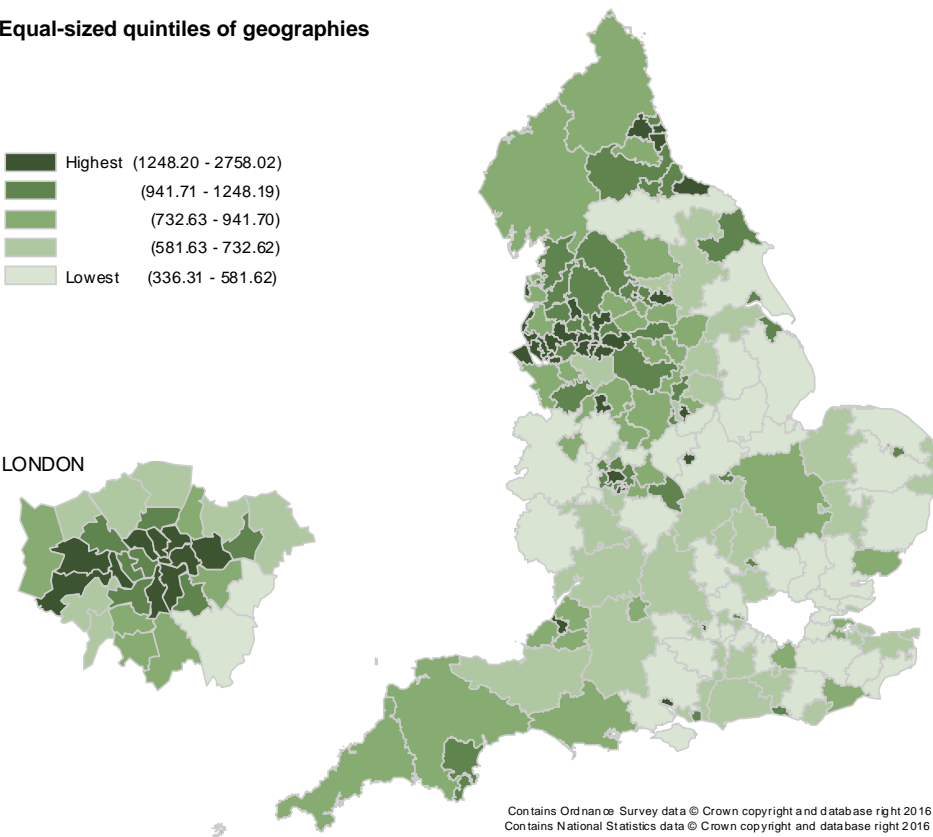 Equal-sized quintiles of geographies
Highest (1248.20 - 2758.02)
(941.71 - 1248.19)
(732.63 - 941.70)
(581.63 - 732.62)
Lowest (336.31 - 581.62)
LONDON
Contains Ordnance Survey data © Crown copyright and database right 2016
Contains National Statistics data © Crown copyright and database right 2016